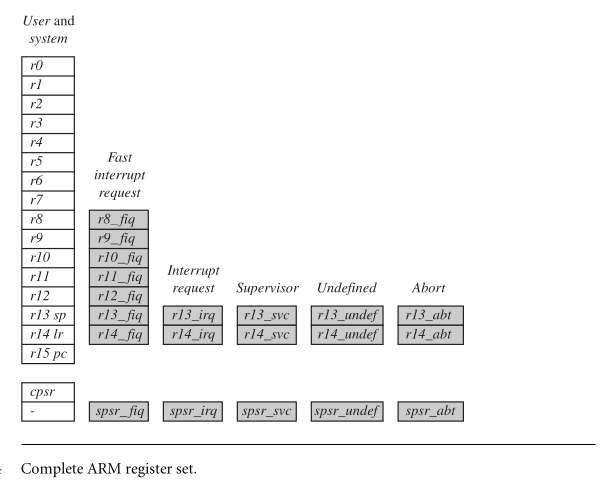 User and
system
r0
r1
r2
r3
r4
r5
r6
r7
r8
r9
r10
r11
r12
r13 sp
r14 lr
r15 pc
cpsr
-
Fast
interrupt
request
r8_fiq
r9_fiq
r10_fiq
r11_fiq
r12_fiq
r13_fiq
r14_fiq
spsr_fiq
Interrupt
request
r13_irq
r14_irq
spsr_irq
Supervisor
r13_svc
r14_svc
spsr_svc
Undefined
r13_undef
r14_undef
spsr_undef
Abort
r13_abt
r14_abt
spsr_abt
Complete ARM register set.